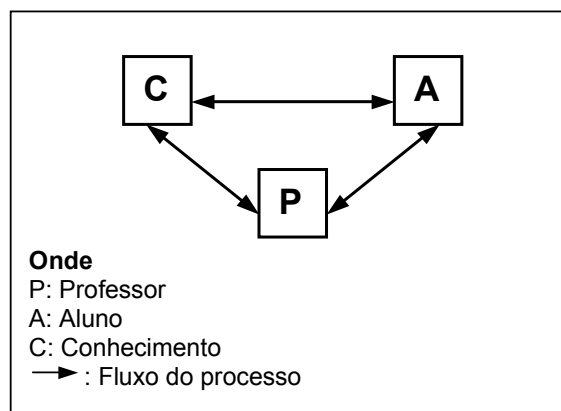 C A
P
Onde
P: Professor
A: Aluno
C: Conhecimento
: Fluxo do processo